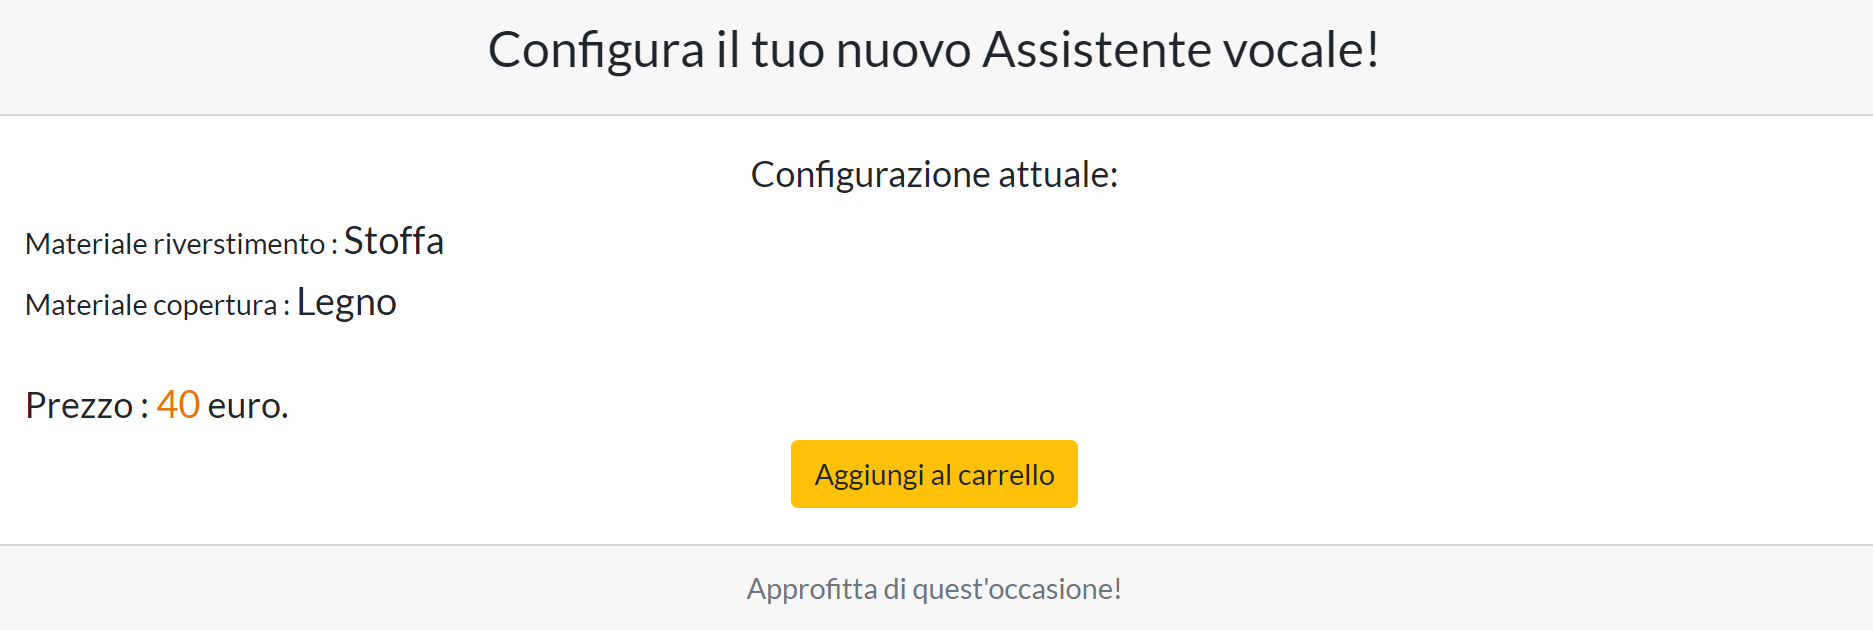 Configura il tuo nuovo Assistente vocale!
Configurazione attuale:
Materiale riverstimento : Stoffa
Materiale copertura : Legno
Prezzo : 40 euro.
Aggiungi al carrello
Approfitta di quest'occasione!